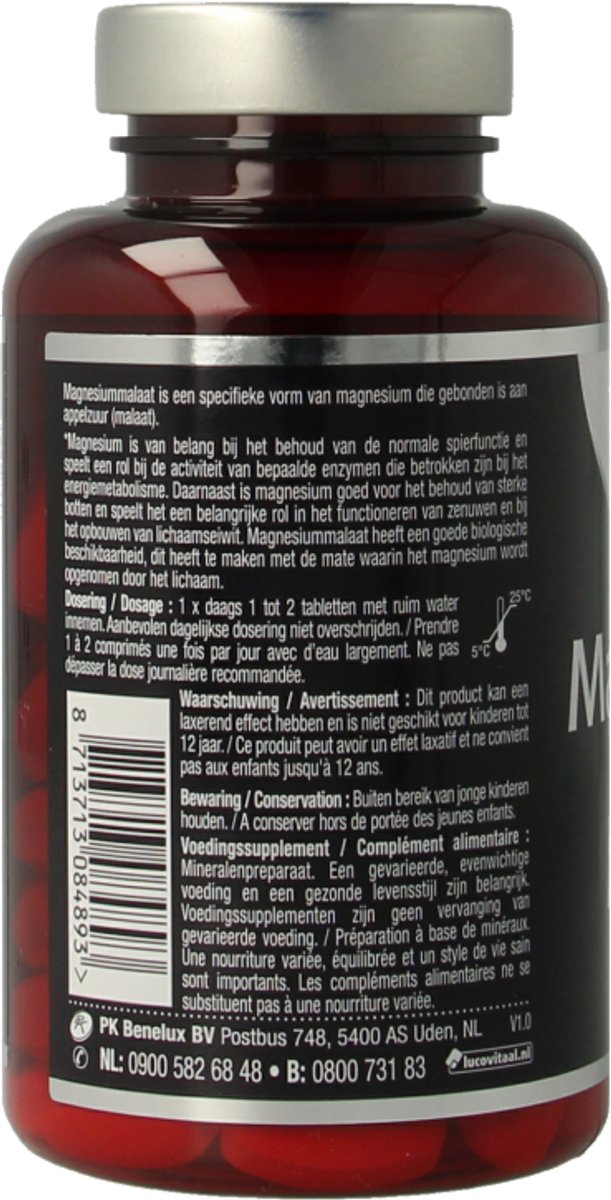 Magnesiummalaat is een specifieke vorm van magnesium die gebonden is aan
appelzuur (malaat).
*Magnesium is van belang bij het behoud van de normale spierfunctie en
speelt een rol bij de activiteit van bepaalde enzymen die betrokken zijn bij het
energiemetabolisme. Daarnaast is magnesium goed voor het behoud van sterke
botten en speelt het een belangrijke rol in het functioneren van zenuwen en bij
het opbouwen van lichaamseiwit. Magnesiummalaat heeft een goede biologische
beschikbaarheid, dit heeft te maken met de mate waarin het magnesium wordt
opgenomen door het lichaam.
Dosering / Dosage : 1 x daags 1 tot 2 tabletten met ruim water
innemen. Aanbevolen dagelijkse dosering niet overschrijden. / Prendre
1 à 2 comprimés une fois par jour avec d'eau largement. Ne pas
dépasser la dose journalière recommandée.
25°C
5°C
Waarschuwing / Avertissement : Dit product kan een
laxerend effect hebben en is niet geschikt voor kinderen tot
12 jaar. / Ce produit peut avoir un effet laxatif et ne convient
pas aux enfants jusqu'à 12 ans.
Bewaring / Conservation : Buiten bereik van jonge kinderen
houden. / A conserver hors de portée des jeunes enfants.
Voedingssupplement / Complément alimentaire :
Mineralenpreparaat. Een gevarieerde, evenwichtige
voeding en een gezonde levensstijl zijn belangrijk.
Voedingssupplementen zijn geen vervanging van
gevarieerde voeding. / Préparation à base de minéraux.
Une nourriture variée, équilibrée et un style de vie sain
sont importants. Les compléments alimentaires ne se
substituent pas à une nourriture variée.
8 713713 084893 >
PK Benelux BV Postbus 748, 5400 AS Uden, NL V1.0
NL: 0900 582 68 48 • B: 0800 731 83
lucovitaal.nl